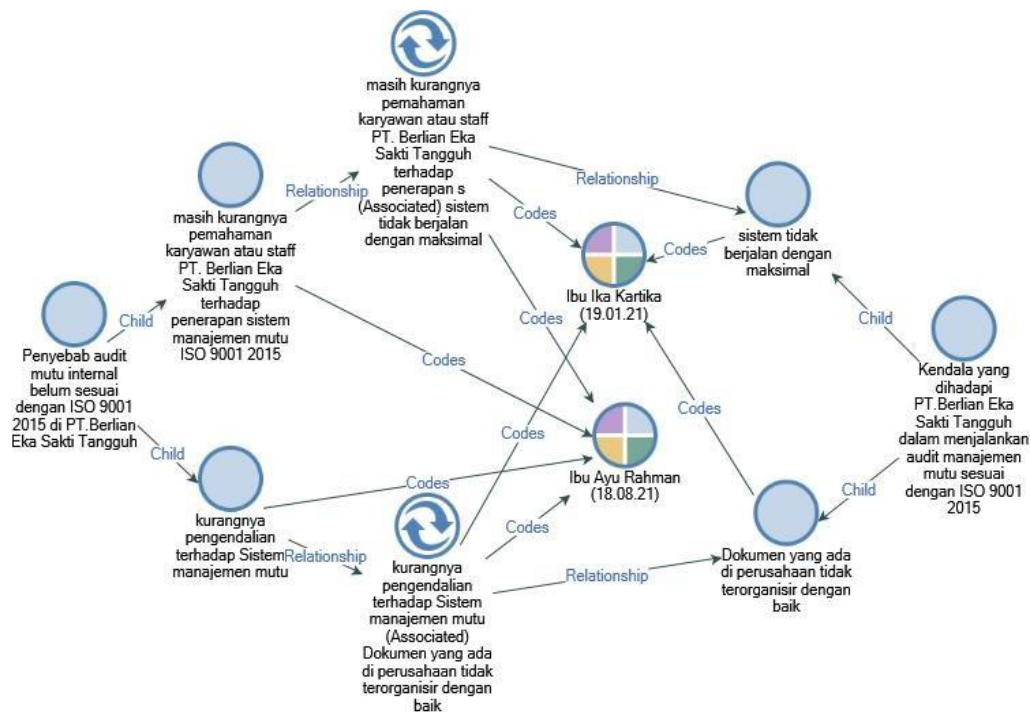 masih kurangnya
pemahaman
karyawan atau staff
PT. Berlian Eka
Sakti Tangguh
terhadap
penerapan s
(Associated) sistem
tidak berjalan
dengan maksimal
Relationship
Relationship
masih kurangnya
pemahaman
karyawan atau staff
PT. Berlian Eka
Sakti Tangguh
terhadap
penerapan sistem
manajemen mutu
ISO 9001 2015
Codes
Codes
sistem tidak
berjalan dengan
maksimal
Ibu Ika Kartika
(19.01.21)
Child
Codes
Child
Penyebab audit
mutu internal
belum sesuai
dengan ISO 9001
2015 di PT.Berlian
Eka Sakti Tangguh
Codes
Kendala yang
dihadapi
PT.Berlian Eka
Sakti Tangguh
dalam menjalankan
audit manajemen
mutu sesuai
dengan ISO 9001
2015
Codes
Codes
Child
Ibu Ayu Rahman
(18.08.21)
Codes
Child
kurangnya
pengendalian
terhadap Sistem
manajemen mutu
Relationship
Codes
Dokumen yang ada
di perusahaan tidak
terorganisir dengan
baik
Relationship
kurangnya
pengendalian
terhadap Sistem
manajemen mutu
(Associated)
Dokumen yang ada
di perusahaan tidak
terorganisir dengan
baik